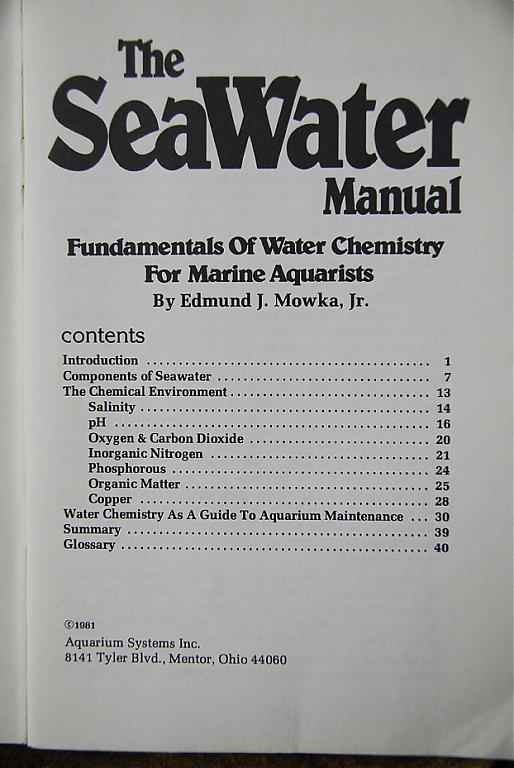 The
SeaWater
Manual
Fundamentals Of Water Chemistry
For Marine Aquarists
By Edmund J. Mowka, Jr.
contents
Introduction ........................................ 1
Components of Seawater .............................. 7
The Chemical Environment ............................ 13
Salinity ........................................ 14
pH .............................................. 16
Oxygen & Carbon Dioxide ......................... 20
Inorganic Nitrogen .............................. 21
Phosphorous ..................................... 24
Organic Matter .................................. 25
Copper .......................................... 28
Water Chemistry As A Guide To Aquarium Maintenance ... 30
Summary ............................................. 39
Glossary ............................................ 40
©1981
Aquarium Systems Inc.
8141 Tyler Blvd., Mentor, Ohio 44060